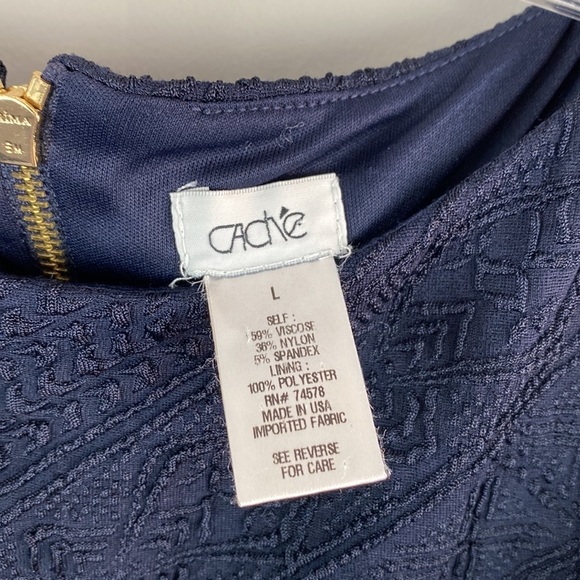 CACHÉ
L
SELF :
59% VISCOSE
36% NYLON
5% SPANDEX
LINING :
100% POLYESTER
RN# 74578
MADE IN USA
IMPORTED FABRIC
SEE REVERSE
FOR CARE